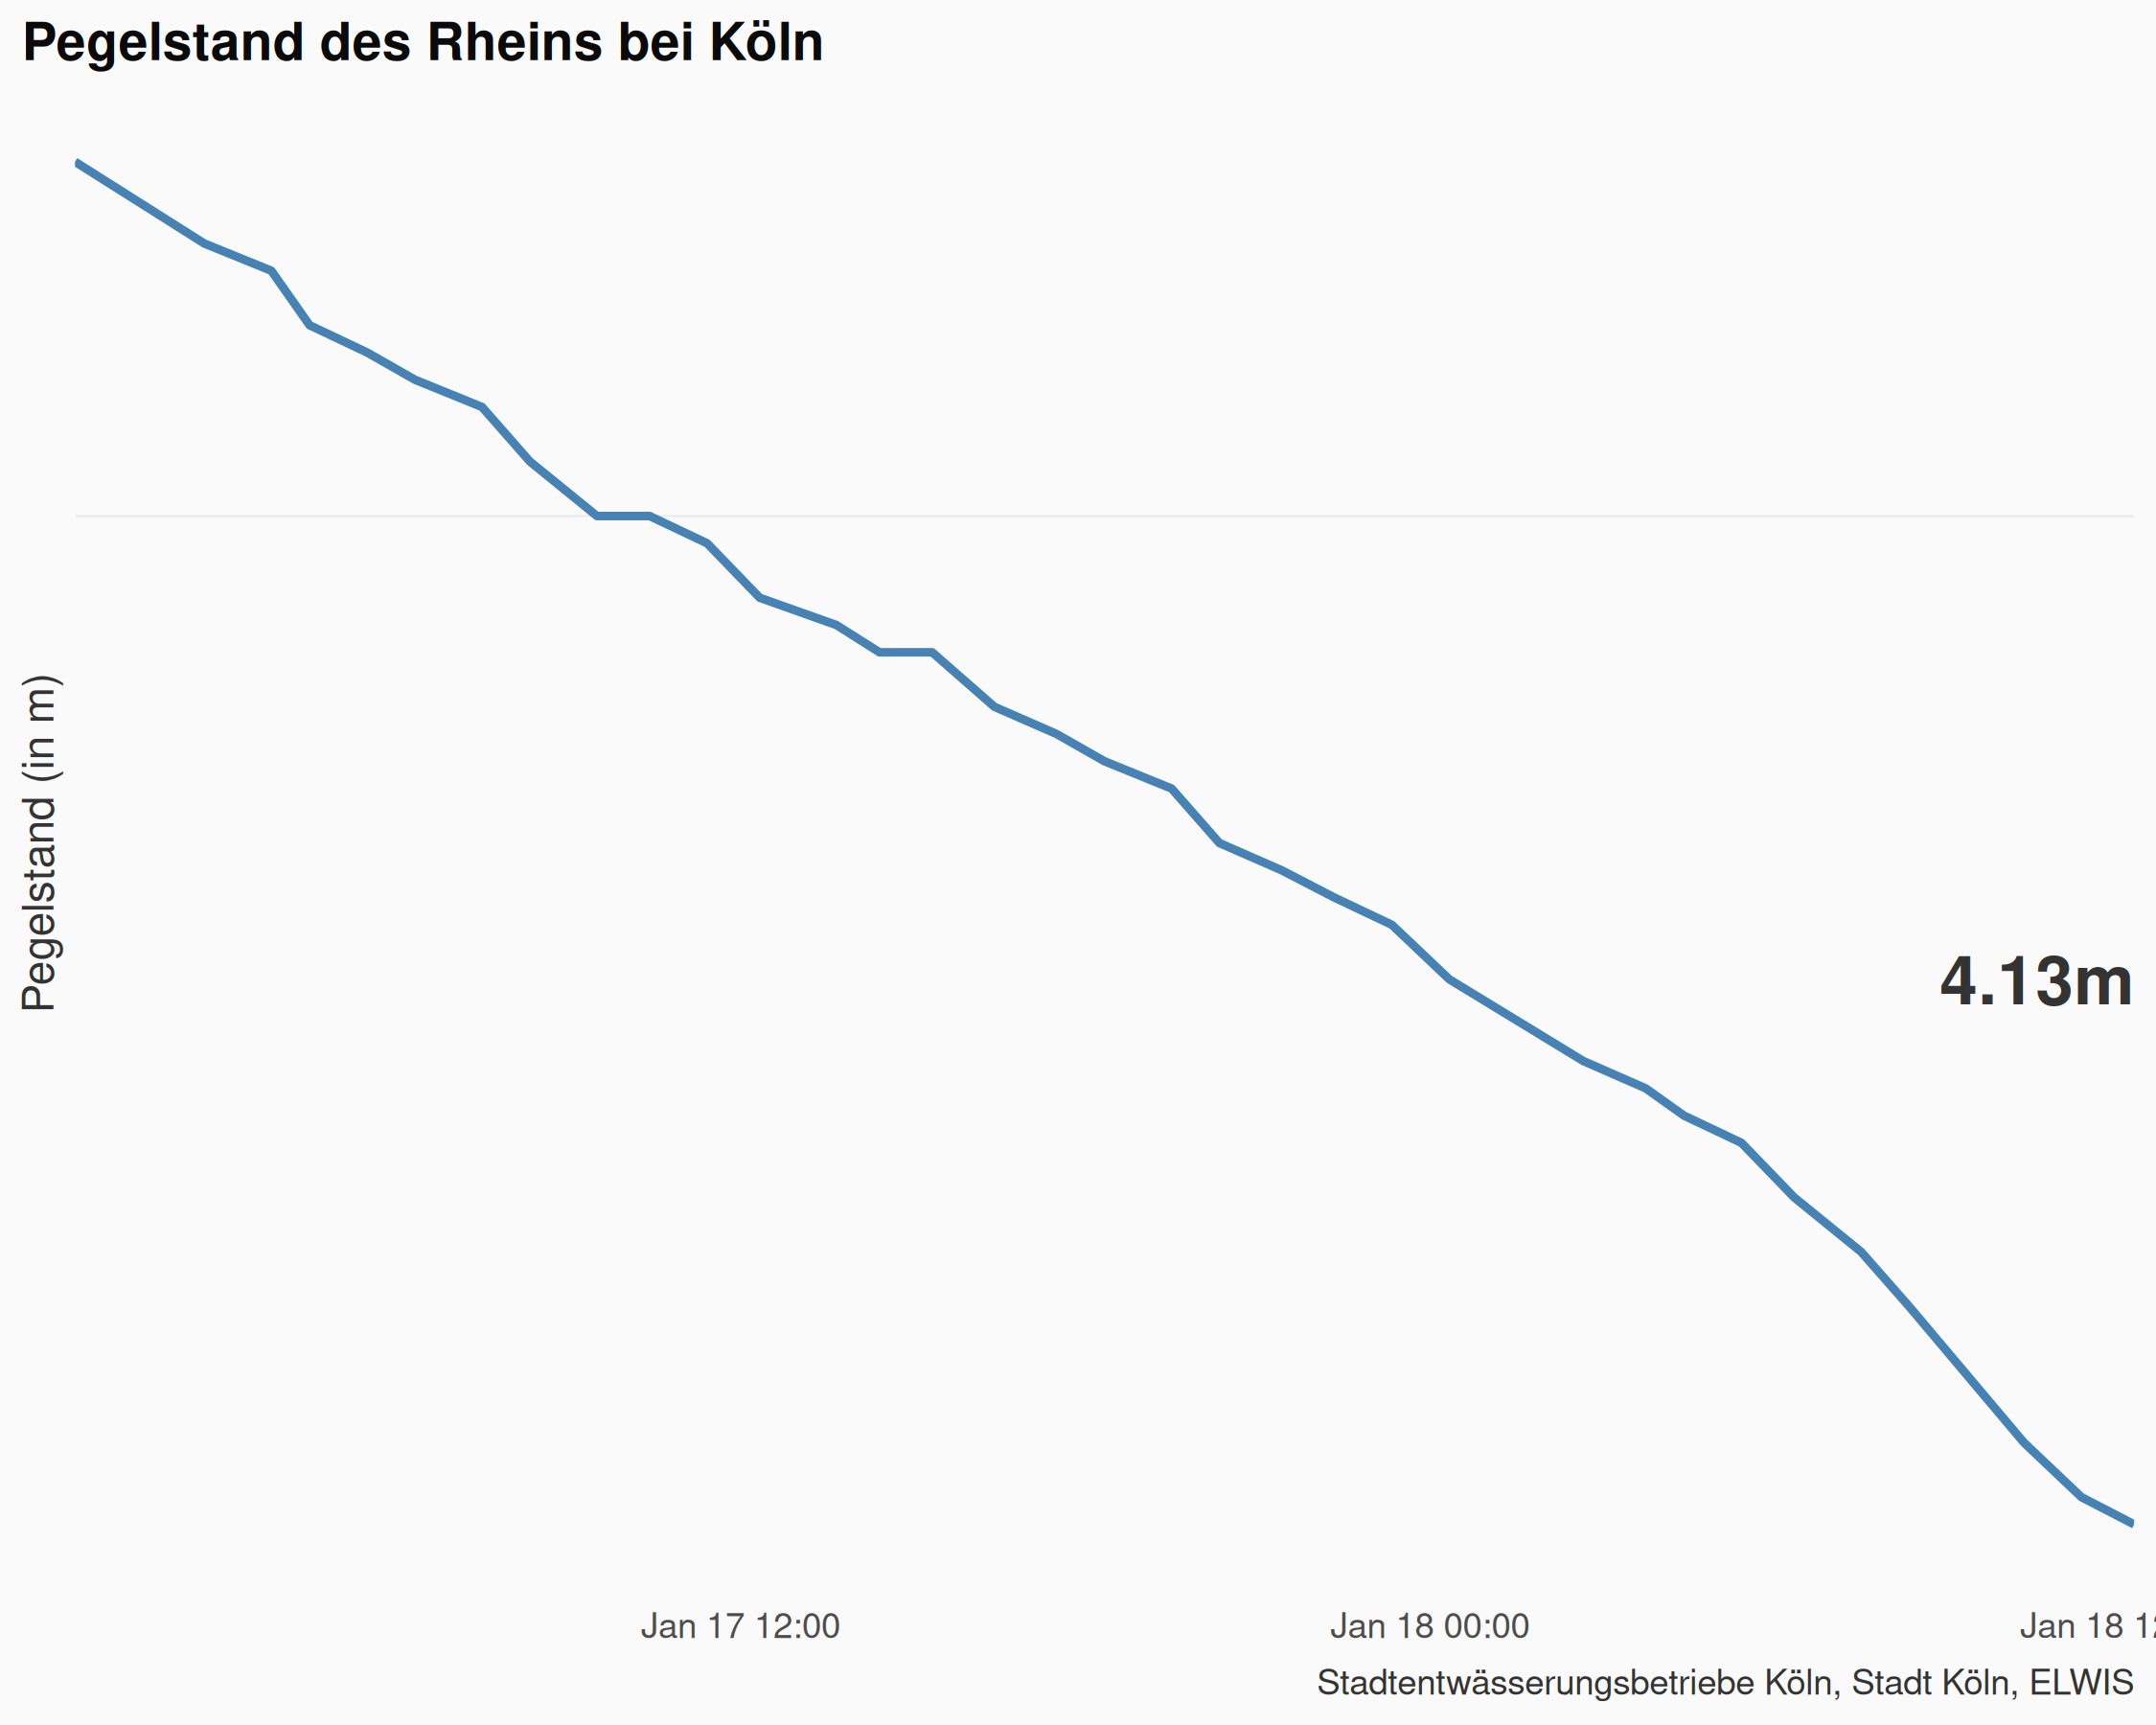 Pegelstand des Rheins bei Köln
Pegelstand (in m)
4.13m
Jan 17 12:00
Jan 18 00:00
Jan 18 12
Stadtentwässerungsbetriebe Köln, Stadt Köln, ELWIS